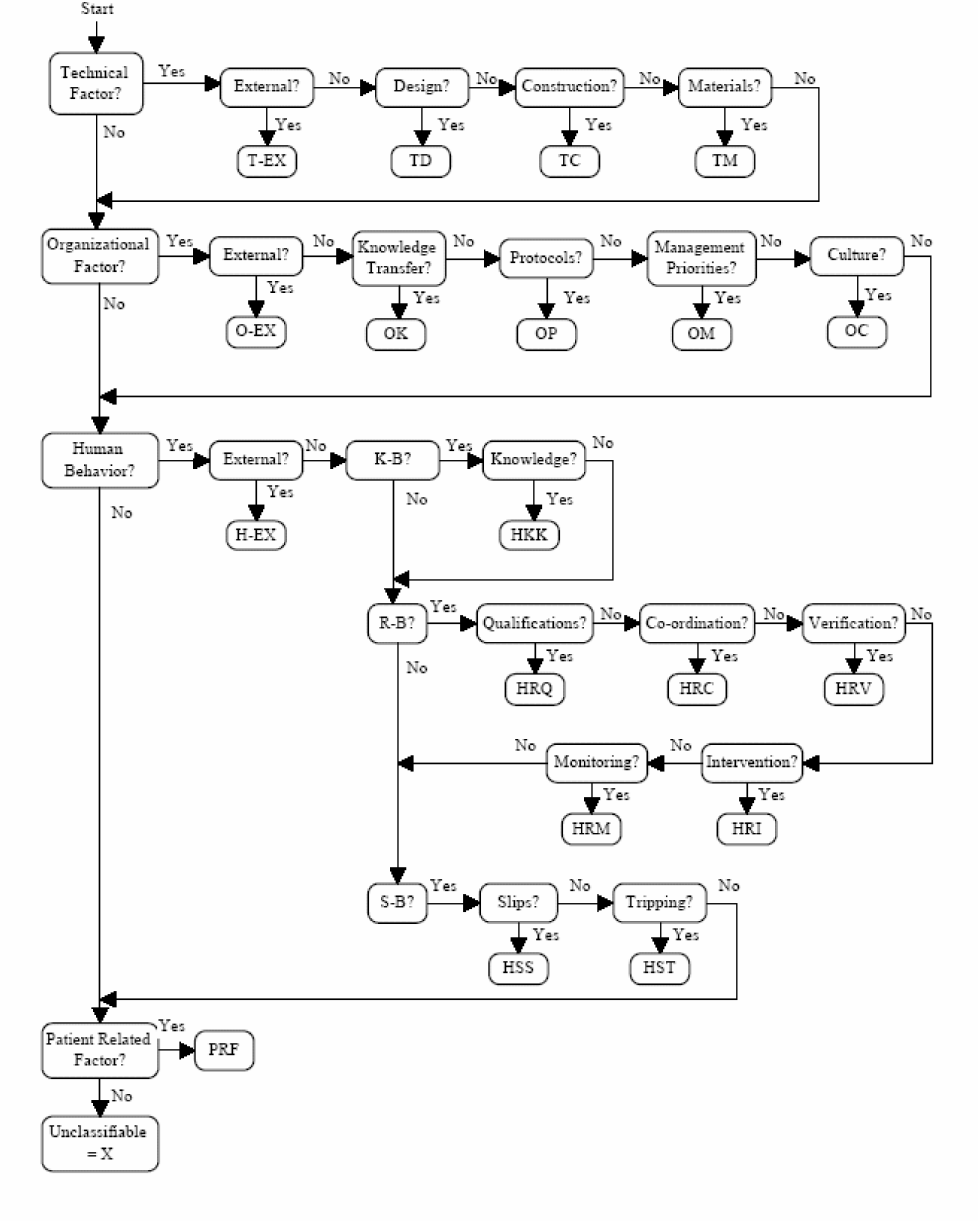 Start
Technical
Factor?
Yes
External?
No
Design?
No
Construction?
No
Materials?
No
No
Yes
Yes
Yes
Yes
T-EX
TD
TC
TM
Organizational
Factor?
Yes
External?
No
Knowledge
Transfer?
No
Protocols?
No
Management
Priorities?
No
Culture?
No
No
Yes
Yes
Yes
Yes
Yes
O-EX
OK
OP
OM
OC
Human
Behavior?
Yes
External?
No
K-B?
Yes
Knowledge?
No
No
Yes
No
Yes
H-EX
HKK
R-B?
Yes
Qualifications?
No
Co-ordination?
No
Verification?
No
No
Yes
Yes
Yes
HRQ
HRC
HRV
No
Monitoring?
No
Intervention?
Yes
Yes
HRM
HRI
S-B?
Yes
Slips?
No
Tripping?
No
Yes
Yes
HSS
HST
Patient Related
Factor?
Yes
PRF
No
Unclassifiable
= X